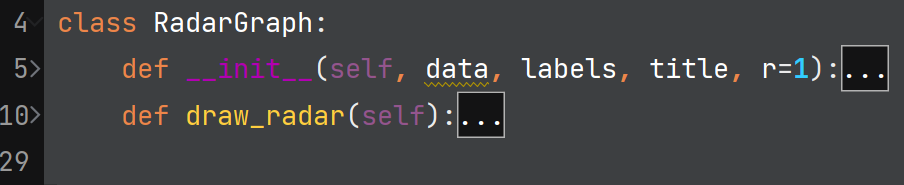 4 class RadarGraph:
5 def __init__(self, data, labels, title, r=1):...
10 def draw_radar(self):...
29